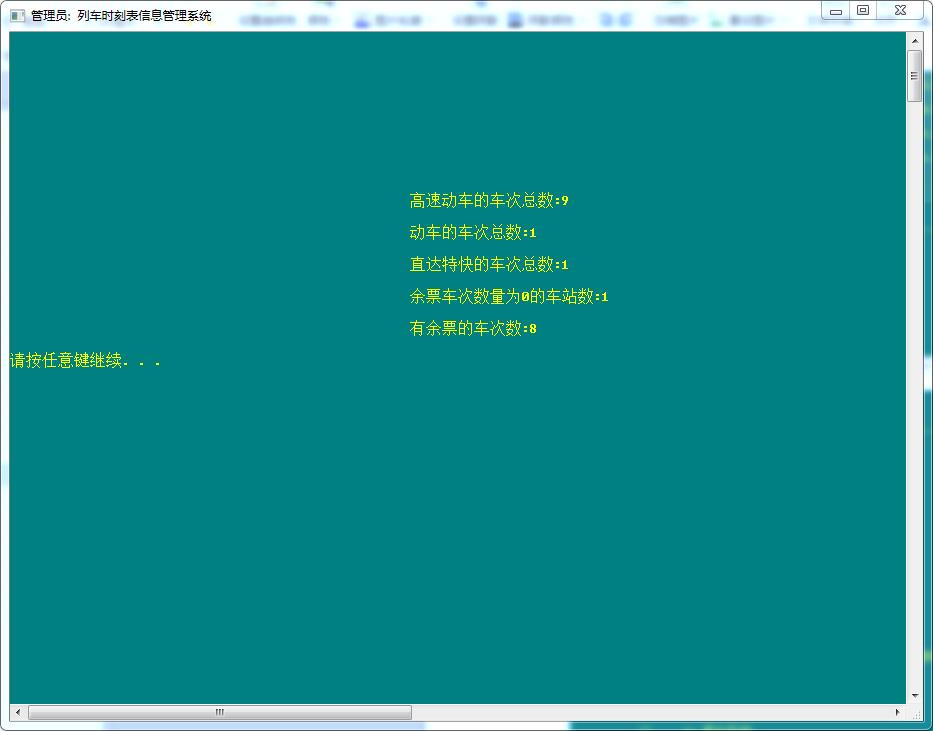 管理员: 列车时刻表信息管理系统
高速动车的车次总数:9
动车的车次总数:1
直达特快的车次总数:1
余票车次数量为0的车站数:1
有余票的车次数:8
请按任意键继续. . .